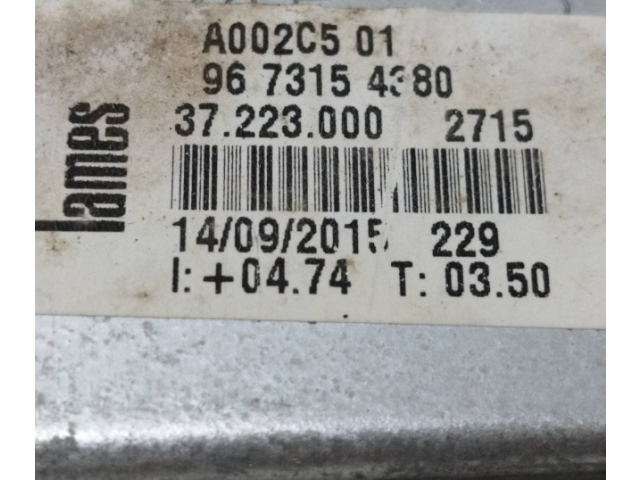 A002C5 01
96 7315 4380
37.223.000 2715
14/09/2015 229
I: +04.74 T: 03.50
lames